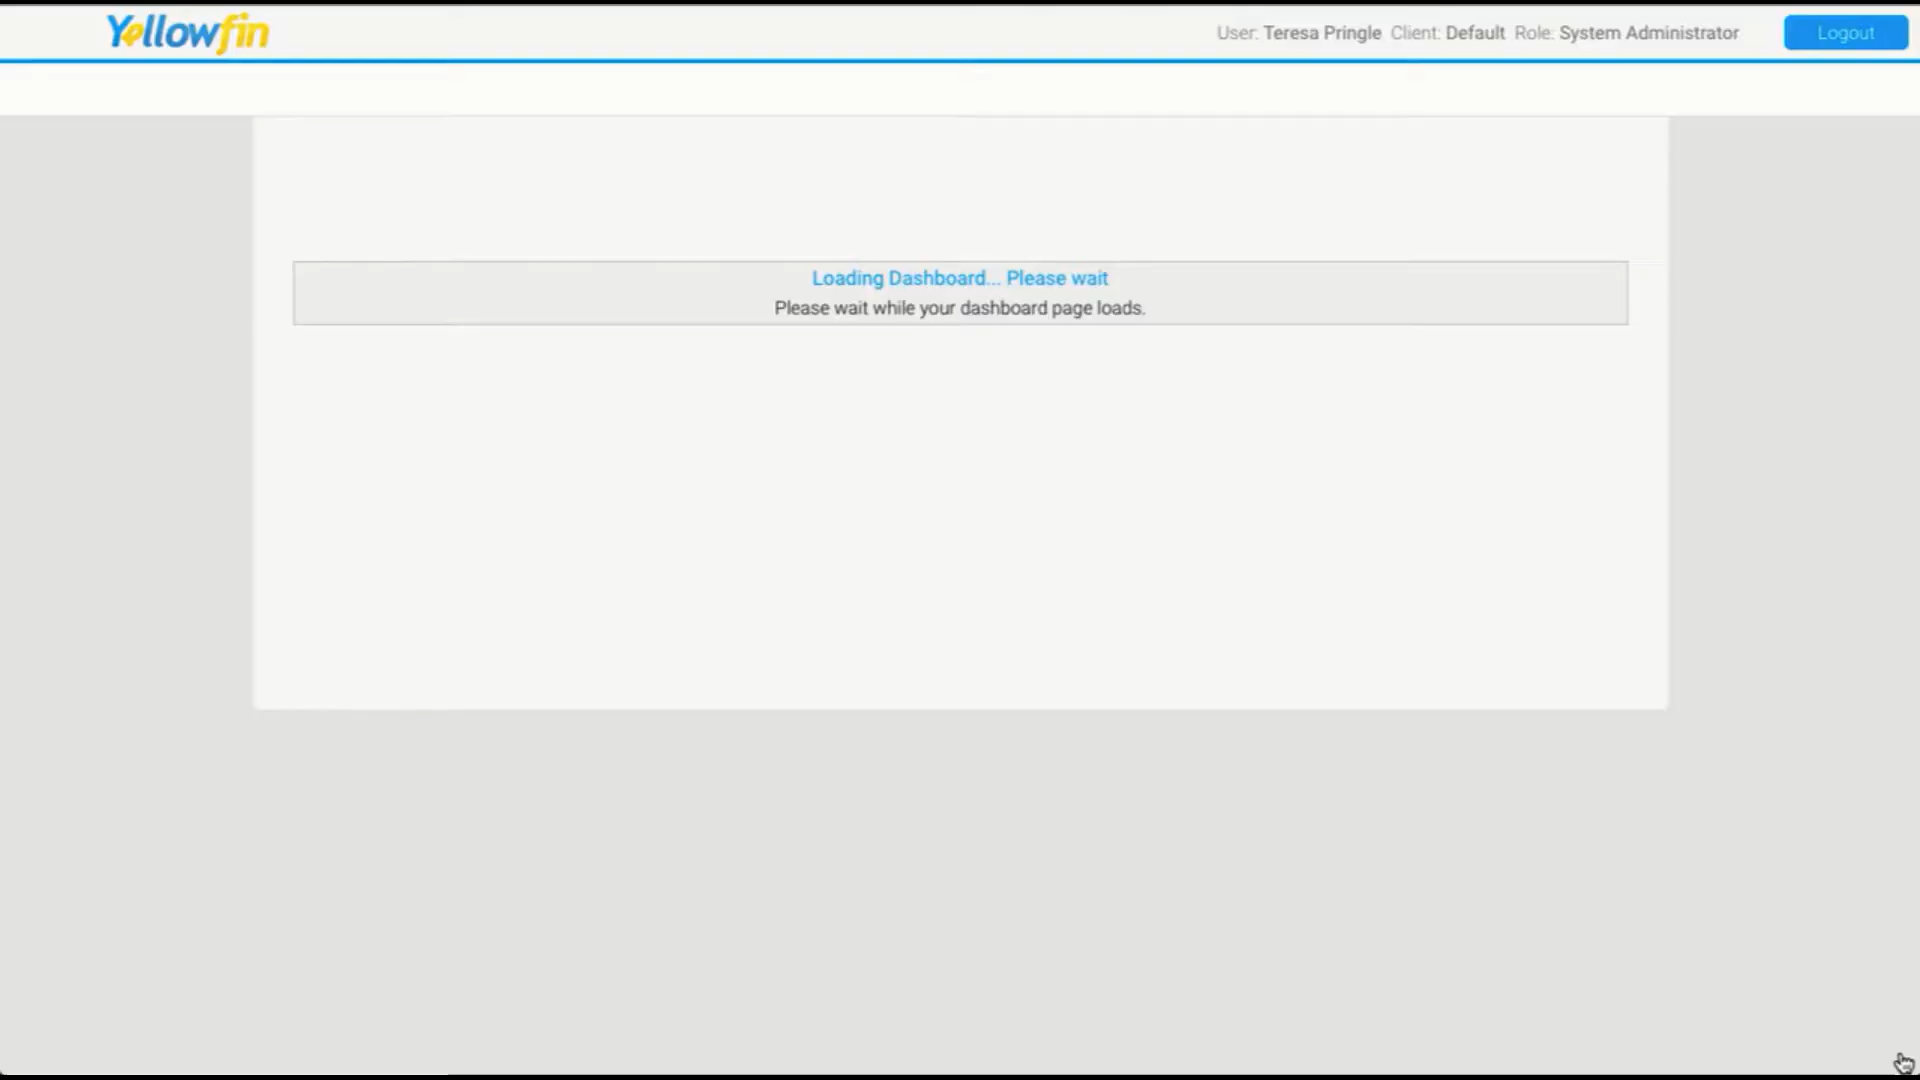 Yellowfin
User: Teresa Pringle Client: Default Role: System Administrator
Logout
Loading Dashboard... Please wait
Please wait while your dashboard page loads.